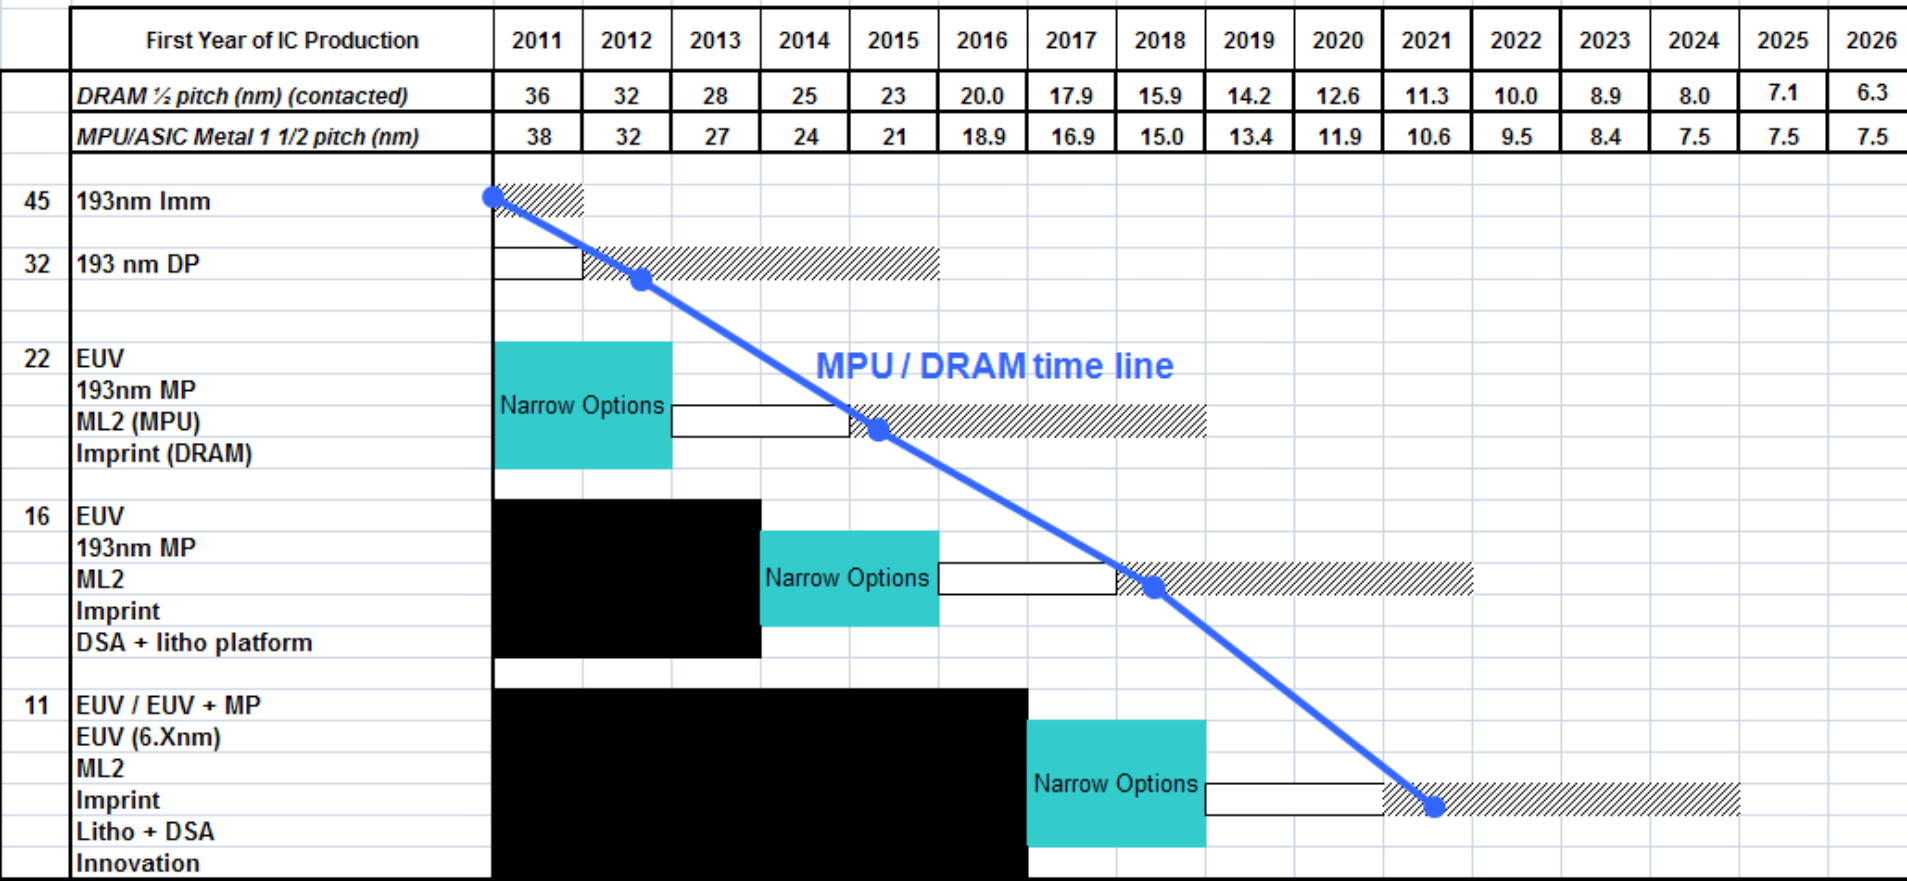 First Year of IC Production 2011 2012 2013 2014 2015 2016 2017 2018 2019 2020 2021 2022 2023 2024 2025 2026
DRAM ½ pitch (nm) (contacted) 36 32 28 25 23 20.0 17.9 15.9 14.2 12.6 11.3 10.0 8.9 8.0 7.1 6.3
MPU/ASIC Metal 1 1/2 pitch (nm) 38 32 27 24 21 18.9 16.9 15.0 13.4 11.9 10.6 9.5 8.4 7.5 7.5 7.5
45 193nm Imm
32 193 nm DP
22 EUV
MPU / DRAM time line
193nm MP
Narrow Options
ML2 (MPU)
Imprint (DRAM)
16 EUV
193nm MP
ML2
Narrow Options
Imprint
DSA + litho platform
11 EUV / EUV + MP
EUV (6.Xnm)
ML2
Narrow Options
Imprint
Litho + DSA
Innovation